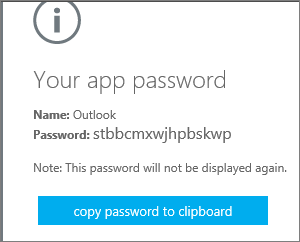 Your app password
Name: Outlook
Password: stbbcmxwjhpbskwp
Note: This password will not be displayed again.
copy password to clipboard